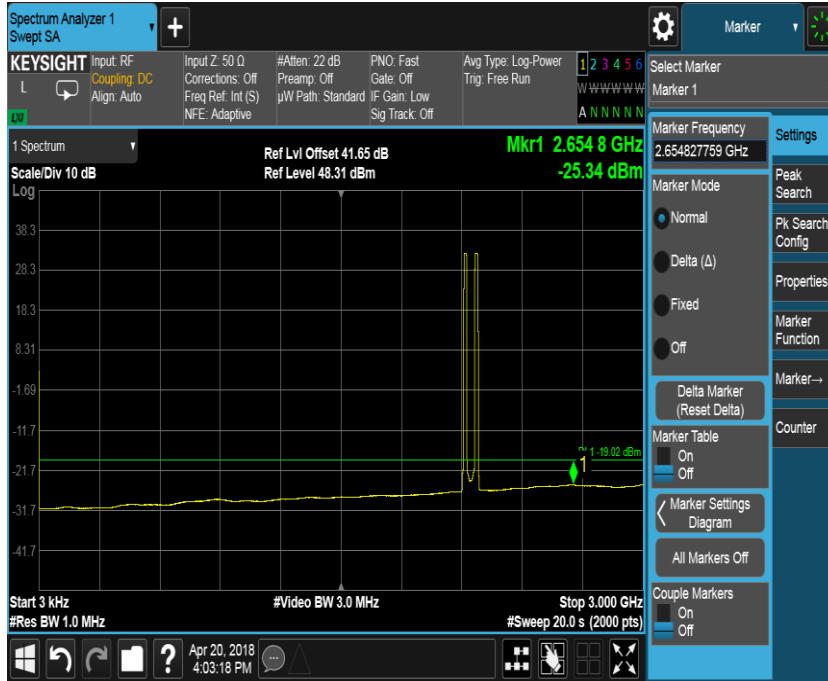 Spectrum Analyzer 1
Swept SA
+
Marker
KEYSIGHT
L
LXI
Input: RF
Coupling: DC
Align: Auto
Input Z: 50 Ω
Corrections: Off
Freq Ref: Int (S)
NFE: Adaptive
#Atten: 22 dB
Preamp: Off
µW Path: Standard
PNO: Fast
Gate: Off
IF Gain: Low
Sig Track: Off
Avg Type: Log-Power
Trig: Free Run
1 2 3 4 5 6
W W W W W W
A N N N N N
Select Marker
Marker 1
1 Spectrum
Scale/Div 10 dB
Log
Ref Lvl Offset 41.65 dB
Ref Level 48.31 dBm
Mkr1 2.654 8 GHz
-25.34 dBm
38.3
28.3
18.3
8.31
-1.69
-11.7
-21.7
-31.7
-41.7
1 -19.02 dBm
1
Start 3 kHz
#Res BW 1.0 MHz
#Video BW 3.0 MHz
Stop 3.000 GHz
#Sweep 20.0 s (2000 pts)
Marker Frequency
2.654827759 GHz
Marker Mode
Normal
Delta (Δ)
Fixed
Off
Delta Marker
(Reset Delta)
Marker Table
On
Off
Marker Settings
Diagram
All Markers Off
Couple Markers
On
Off
Settings
Peak
Search
Pk Search
Config
Properties
Marker
Function
Marker→
Counter
?
Apr 20, 2018
4:03:18 PM